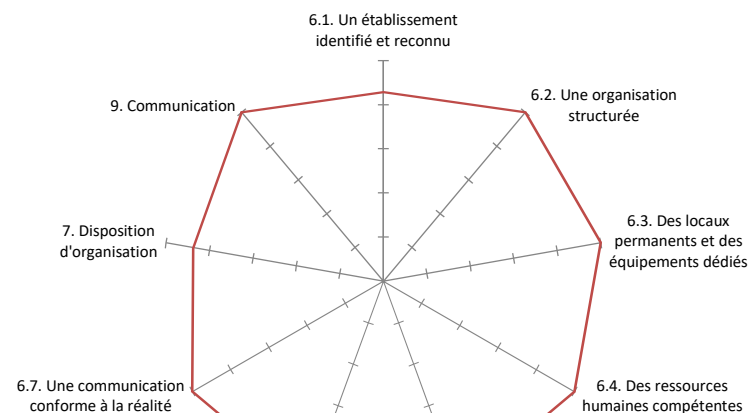 6.1. Un établissement
identifié et reconnu
9. Communication
6.2. Une organisation
structurée
7. Disposition
d'organisation
6.3. Des locaux
permanents et des
équipements dédiés
6.7. Une communication
conforme à la réalité
6.4. Des ressources
humaines compétentes